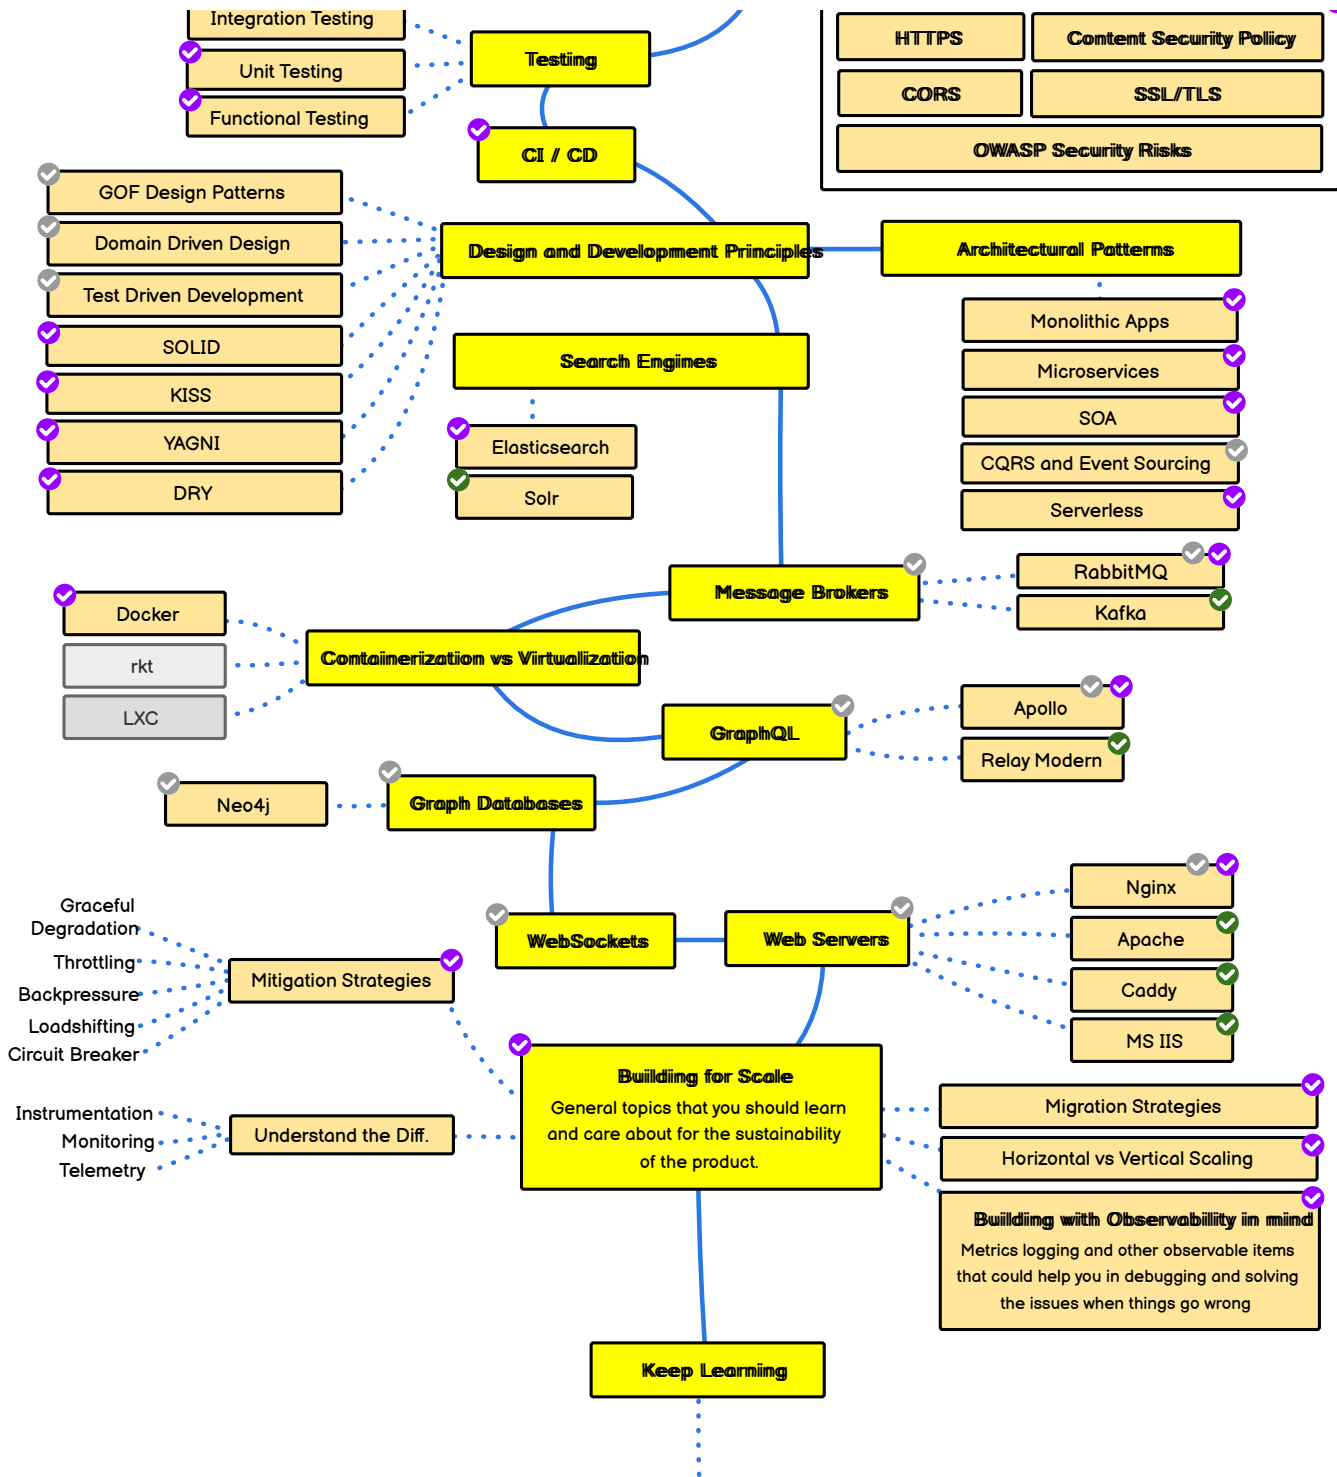 Integration Testing
Unit Testing
Functional Testing
Testing
CI / CD
HTTPS
Content Security Policy
CORS
SSL/TLS
OWASP Security Risks
GOF Design Patterns
Domain Driven Design
Test Driven Development
SOLID
KISS
YAGNI
DRY
Design and Development Principles
Architectural Patterns
Monolithic Apps
Microservices
SOA
CQRS and Event Sourcing
Serverless
Search Engines
Elasticsearch
Solr
Message Brokers
RabbitMQ
Kafka
Docker
rkt
LXC
Containerization vs Virtualization
GraphQL
Apollo
Relay Modern
Graph Databases
Neo4j
WebSockets
Web Servers
Nginx
Apache
Caddy
MS IIS
Graceful
Degradation
Throttling
Backpressure
Loadshifting
Circuit Breaker
Mitigation Strategies
Instrumentation
Monitoring
Telemetry
Understand the Diff.
Building for Scale
General topics that you should learn
and care about for the sustainability
of the product.
Migration Strategies
Horizontal vs Vertical Scaling
Building with Observability in mind
Metrics logging and other observable items
that could help you in debugging and solving
the issues when things go wrong
Keep Learning